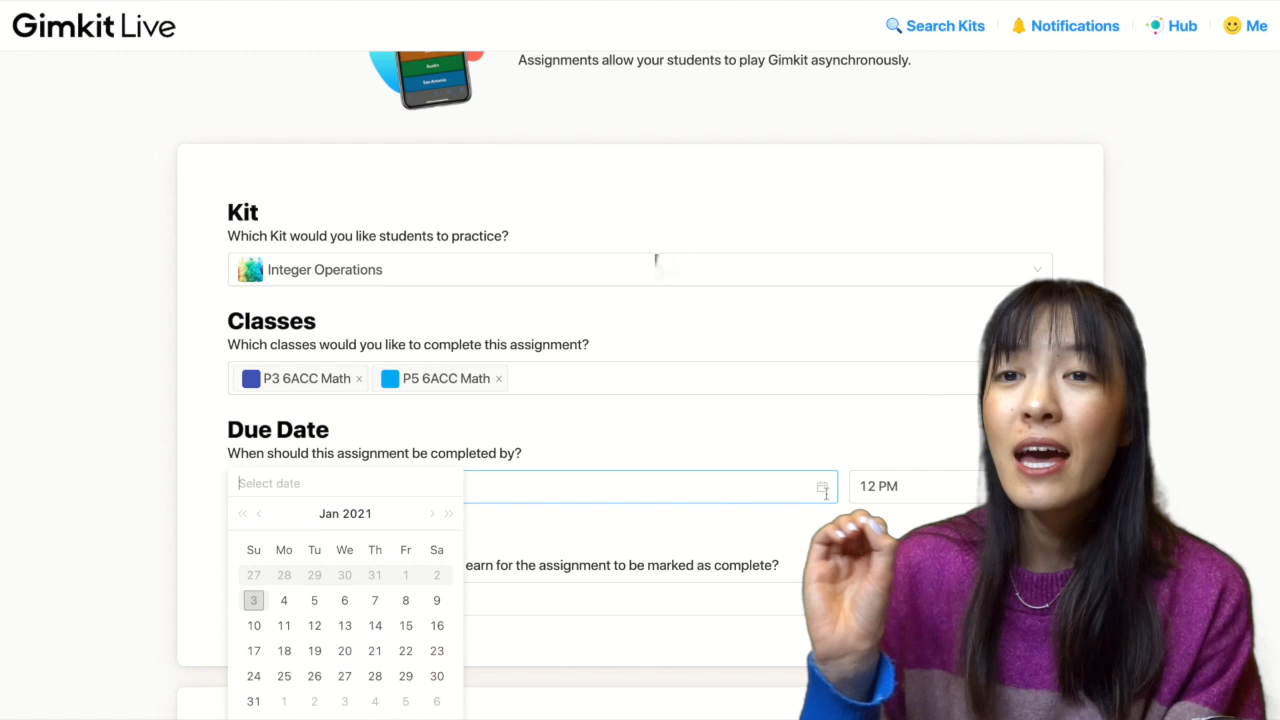 Gimkit Live
Search Kits
Notifications
Hub
Me
Austin
San Antonio
Assignments allow your students to play Gimkit asynchronously.
Kit
Which Kit would you like students to practice?
Integer Operations
Classes
Which classes would you like to complete this assignment?
P3 6ACC Math ×
P5 6ACC Math ×
Due Date
When should this assignment be completed by?
Select date
12 PM
« ‹ Jan 2021 › »
Su Mo Tu We Th Fr Sa
27 28 29 30 31 1 2
earn for the assignment to be marked as complete?
3 4 5 6 7 8 9
10 11 12 13 14 15 16
17 18 19 20 21 22 23
24 25 26 27 28 29 30
31 1 2 3 4 5 6